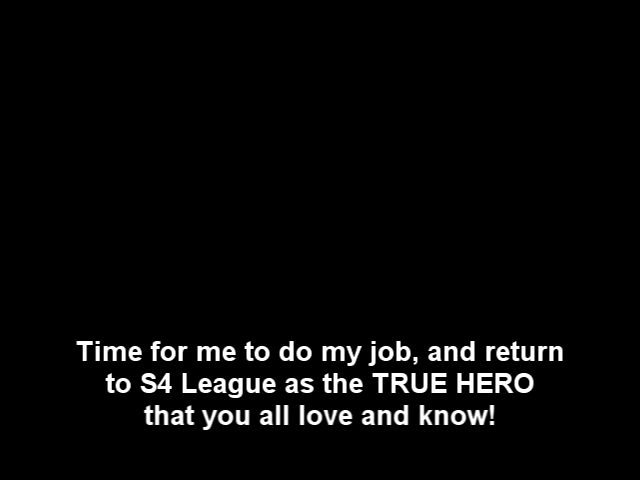 Time for me to do my job, and return
to S4 League as the TRUE HERO
that you all love and know!